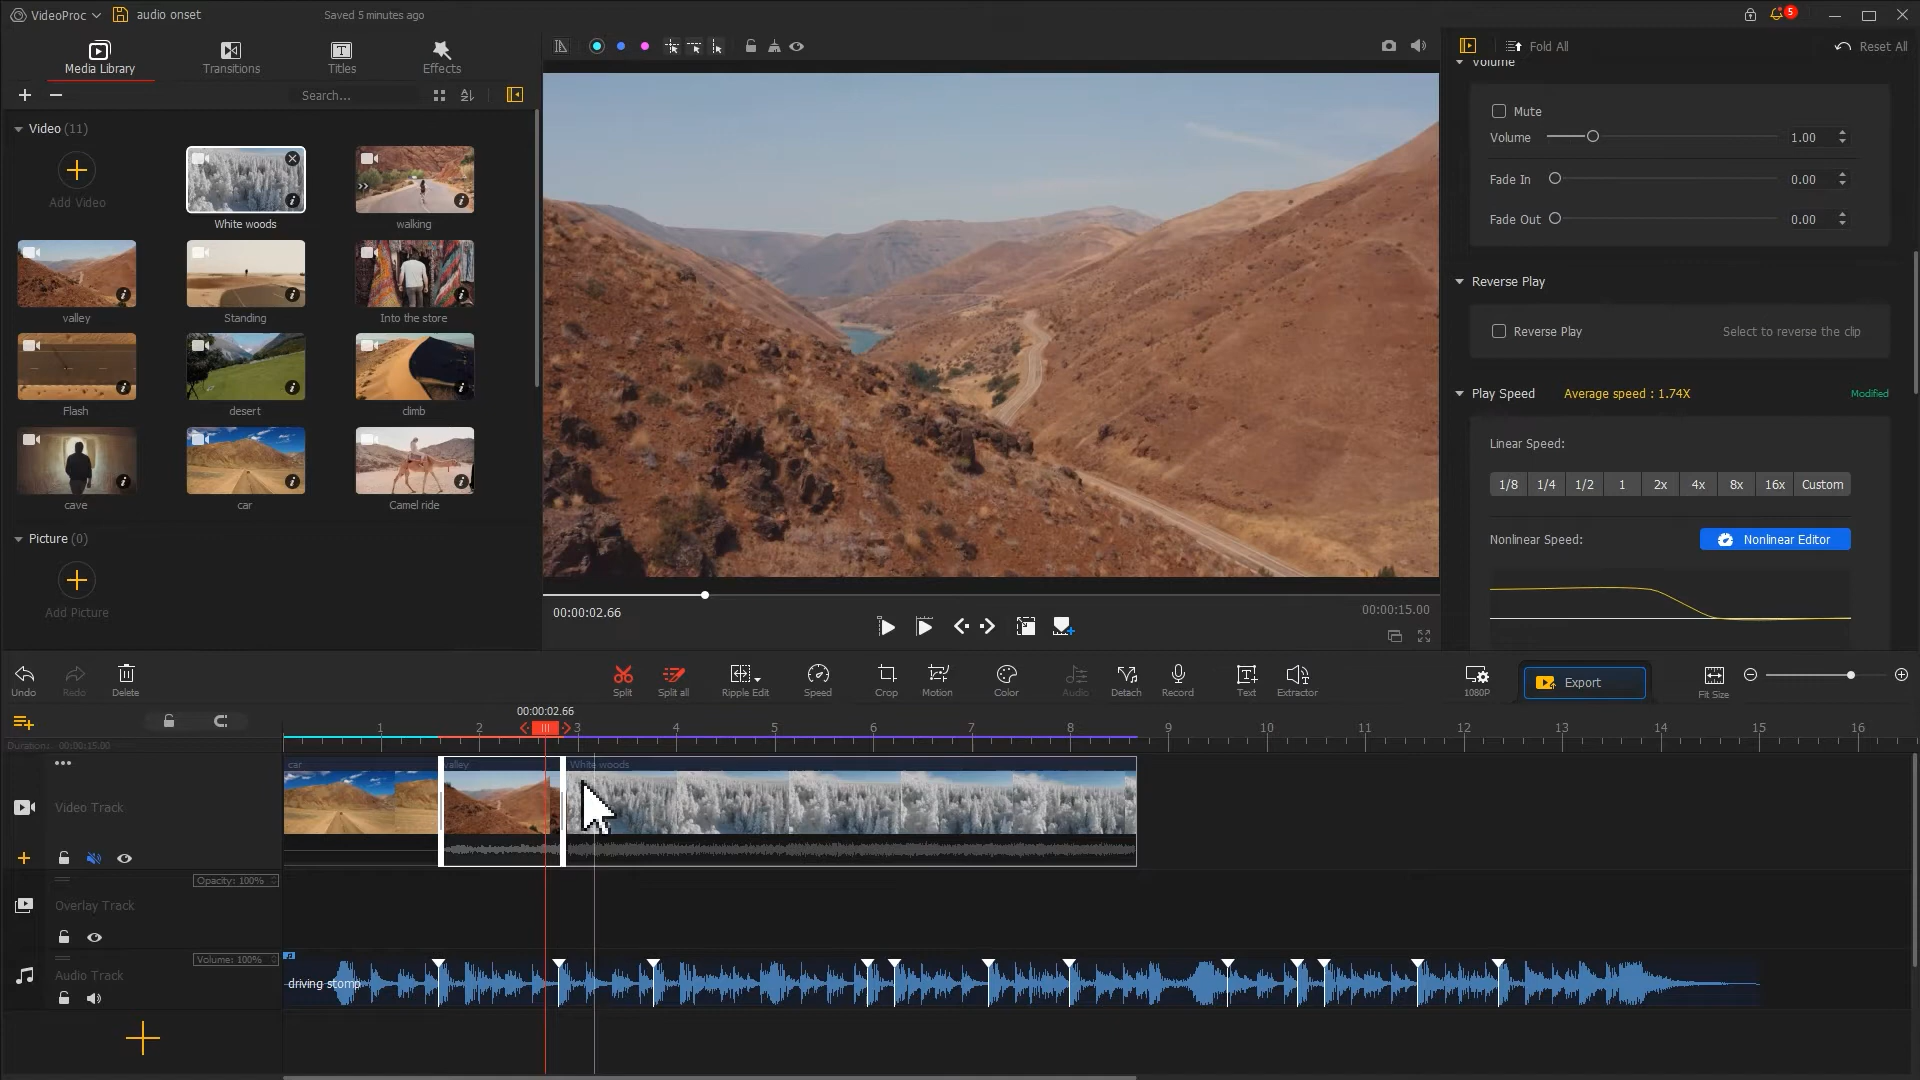 VideoProc
audio onset
Saved 5 minutes ago
5
Media Library
Transitions
Titles
Effects
Fold All
Reset All
Search...
Video (11)
Add Video
White woods
walking
valley
Standing
Into the store
Flash
desert
climb
cave
car
Camel ride
Picture (0)
Add Picture
00:00:02.66
00:00:15.00
Volume
Mute
Volume
1.00
Fade In
0.00
Fade Out
0.00
Reverse Play
Reverse Play
Select to reverse the clip
Play Speed
Average speed : 1.74X
Modified
Linear Speed:
1/8
1/4
1/2
1
2x
4x
8x
16x
Custom
Nonlinear Speed:
Nonlinear Editor
Undo
Redo
Delete
Split
Split all
Ripple Edit
Speed
Crop
Motion
Color
Audio
Detach
Record
Text
Extractor
1080P
Export
Fit Size
00:00:02.66
1
2
3
4
5
6
7
8
9
10
11
12
13
14
15
16
Duration: 00:00:15.00
car
valley
White woods
Video Track
Opacity: 100%
Overlay Track
Volume: 100%
Audio Track
driving stomp